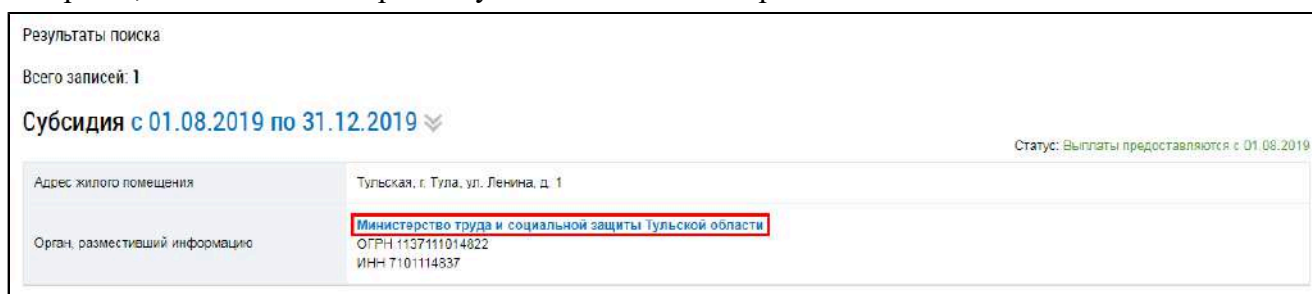 Результаты поиска
Всего записей: 1
Субсидия с 01.08.2019 по 31.12.2019
Статус: Выплаты предоставляются с 01.08.2019
Адрес жилого помещения
Тульская, г. Тула, ул. Ленина, д. 1
Орган, разместивший информацию
Министерство труда и социальной защиты Тульской области
ОГРН 1137111014822
ИНН 7101114837